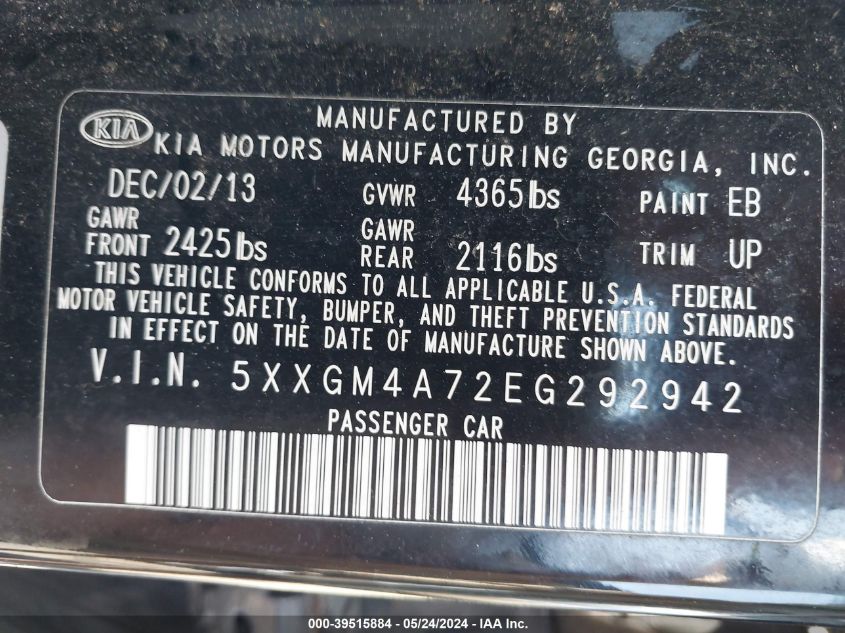 MANUFACTURED BY
KIA KIA MOTORS MANUFACTURING GEORGIA, INC.
DEC/02/13 GVWR 4365lbs PAINT EB
GAWR FRONT 2425lbs GAWR REAR 2116lbs TRIM UP
THIS VEHICLE CONFORMS TO ALL APPLICABLE U.S.A. FEDERAL
MOTOR VEHICLE SAFETY, BUMPER, AND THEFT PREVENTION STANDARDS
IN EFFECT ON THE DATE OF MANUFACTURE SHOWN ABOVE.
V.I.N. 5XXGM4A72EG292942
PASSENGER CAR
000-39515884 / 05/24/2024 - IAA Inc.